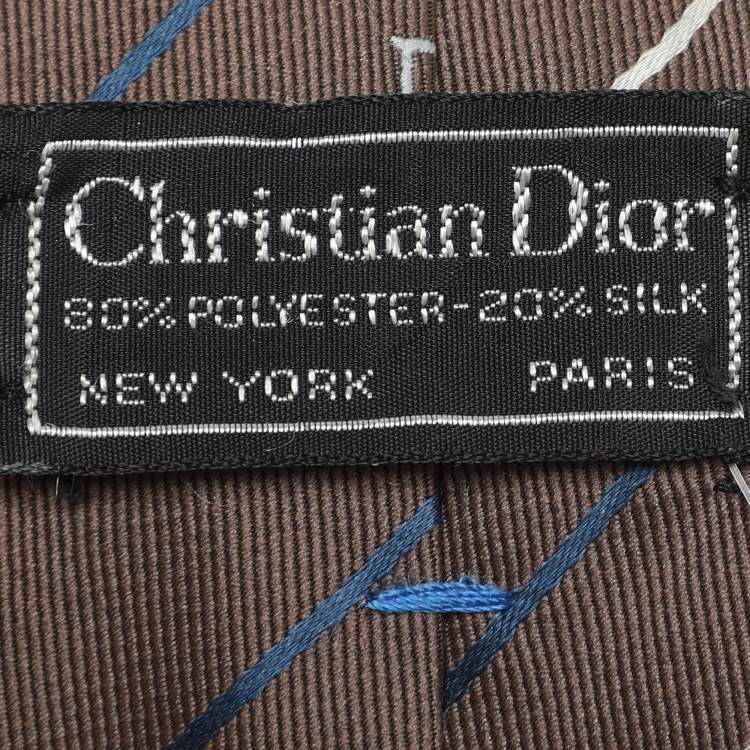 Christian Dior
80% POLYESTER-20% SILK
NEW YORK PARIS